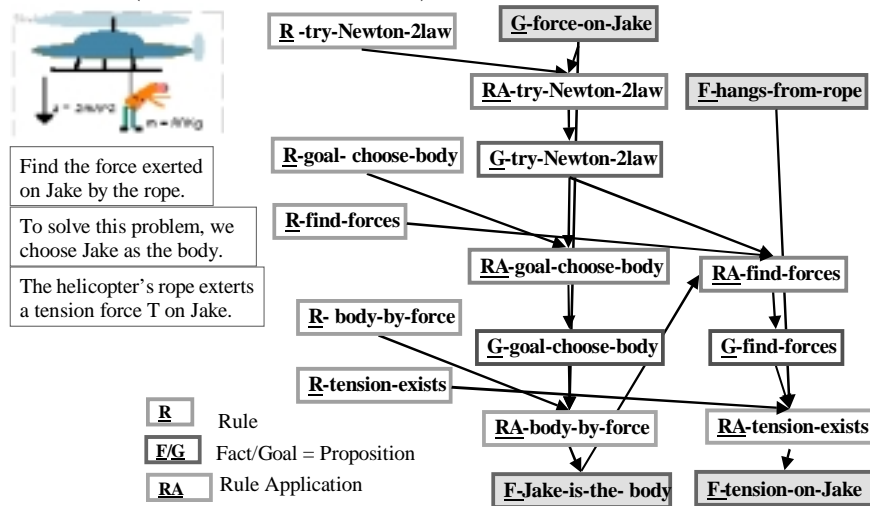 R -try-Newton-2law
G-force-on-Jake
RA-try-Newton-2law
F-hangs-from-rope
R-goal- choose-body
G-try-Newton-2law
Find the force exerted
on Jake by the rope.
R-find-forces
To solve this problem, we
choose Jake as the body.
RA-goal-choose-body
RA-find-forces
The helicopter's rope exterts
a tension force T on Jake.
R- body-by-force
G-goal-choose-body
G-find-forces
R-tension-exists
RA-body-by-force
RA-tension-exists
R
Rule
F/G
Fact/Goal = Proposition
RA
Rule Application
F-Jake-is-the- body
F-tension-on-Jake